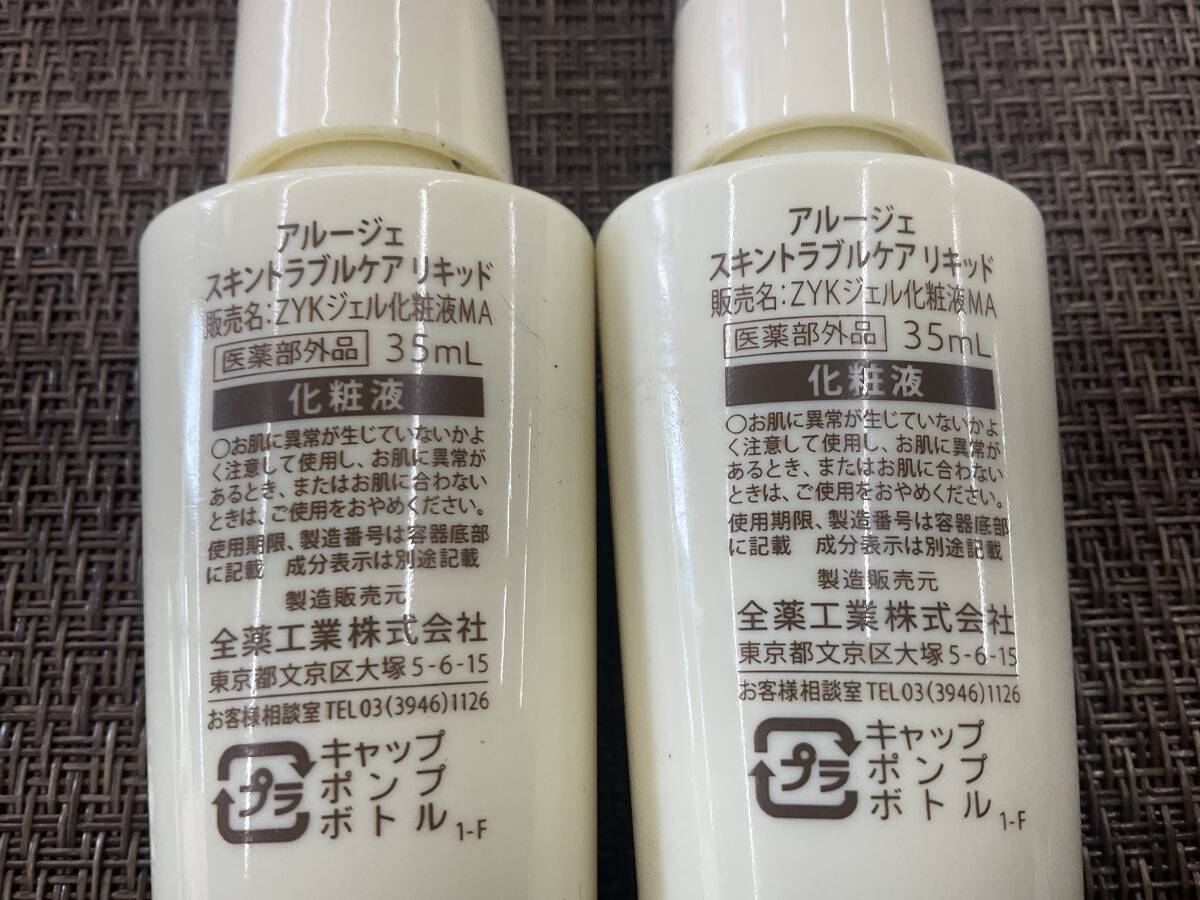 アルージェ
スキントラブルケア リキッド
販売名:ZYKジェル化粧液MA
医薬部外品 35mL
化粧液
○お肌に異常が生じていないかよ
く注意して使用し、お肌に異常が
あるとき、またはお肌に合わない
ときは、ご使用をおやめください。
使用期限、製造番号は容器底部
に記載 成分表示は別途記載
製造販売元
全薬工業株式会社
東京都文京区大塚5-6-15
お客様相談室 TEL 03(3946)1126
プラ
キャップ
ポンプ
ボトル
1-F
アルージェ
スキントラブルケア リキッド
販売名:ZYKジェル化粧液MA
医薬部外品 35mL
化粧液
○お肌に異常が生じていないかよ
く注意して使用し、お肌に異常が
あるとき、またはお肌に合わない
ときは、ご使用をおやめください。
使用期限、製造番号は容器底部
に記載 成分表示は別途記載
製造販売元
全薬工業株式会社
東京都文京区大塚5-6-15
お客様相談室 TEL 03(3946)1126
プラ
キャップ
ポンプ
ボトル
1-F